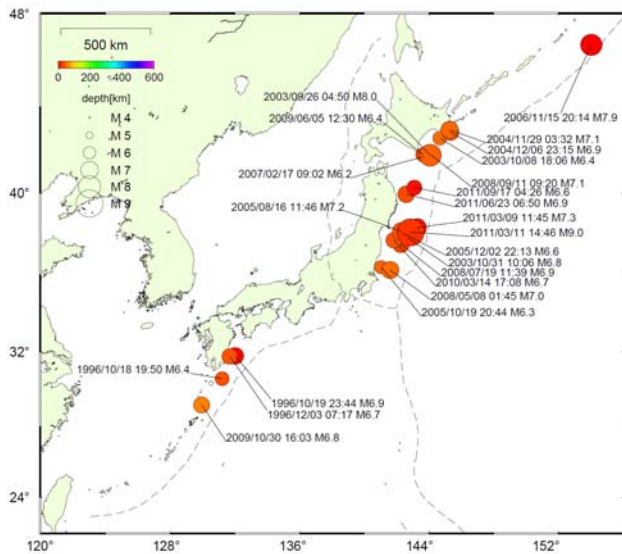 48°
500 km
0 200 400 600
depth[km]
M 4
M 5
M 6
M 7
M 8
M 9
2003/09/26 04:50 M8.0
2009/06/05 12:30 M6.4
2006/11/15 20:14 M7.9
2004/11/29 03:32 M7.1
2004/12/06 23:15 M6.9
2003/10/08 18:06 M6.4
2007/02/17 09:02 M6.2
2008/09/11 09:20 M7.1
40°
2011/09/17 04:26 M6.6
2011/06/23 06:50 M6.9
2005/08/16 11:46 M7.2
2011/03/09 11:45 M7.3
2011/03/11 14:46 M9.0
2005/12/02 22:13 M6.6
2003/10/31 10:06 M6.8
2008/07/19 11:39 M6.9
2010/03/14 17:08 M6.7
2008/05/08 01:45 M7.0
2005/10/19 20:44 M6.3
32°
1996/10/18 19:50 M6.4
1996/10/19 23:44 M6.9
1996/12/03 07:17 M6.7
2009/10/30 16:03 M6.8
24°
120° 128° 136° 144° 152°